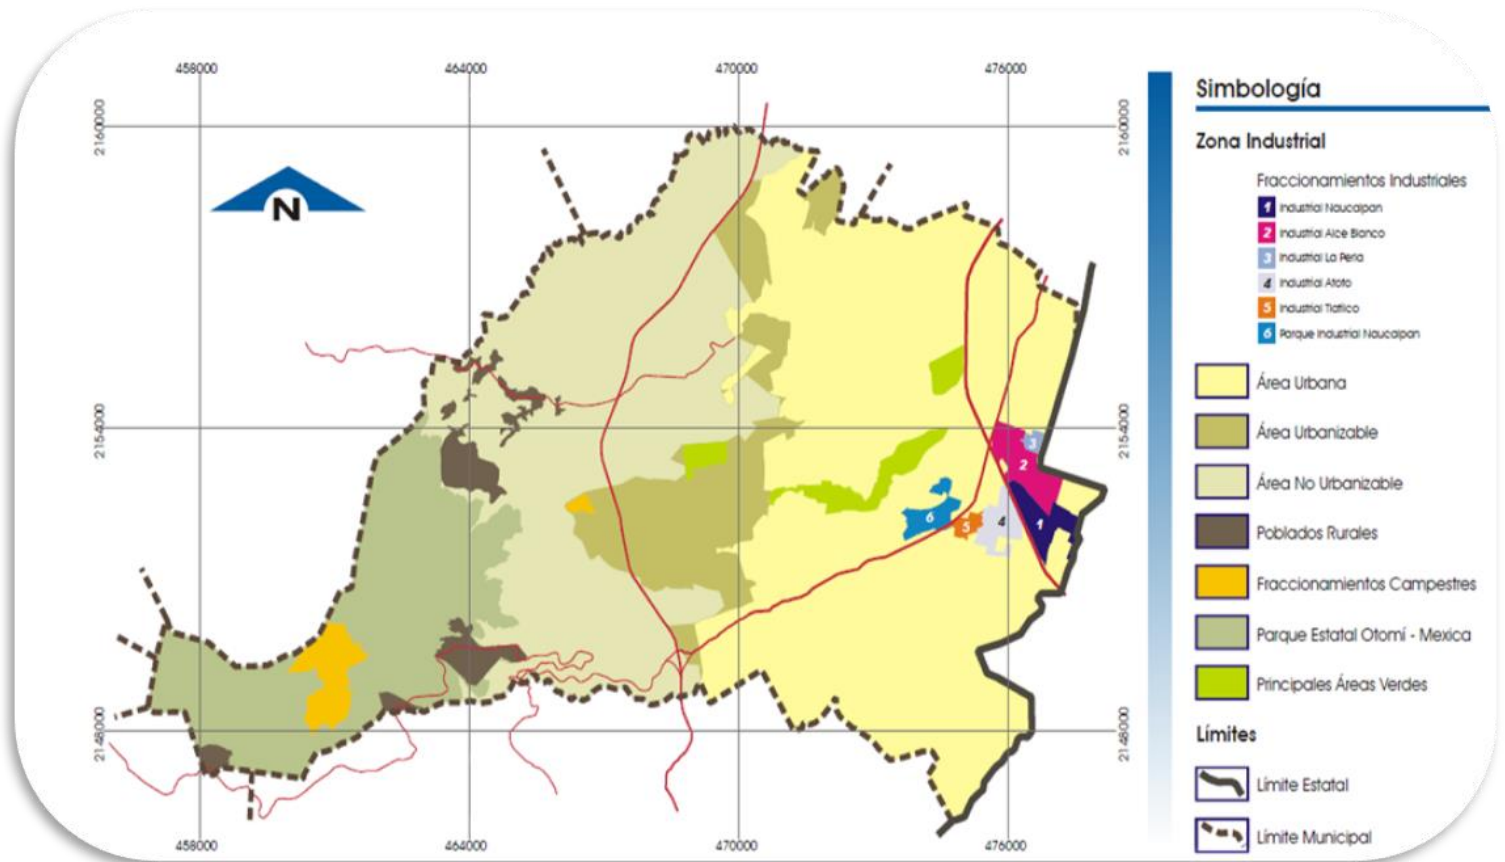 458000
464000
470000
476000
2160000
2160000
N
2154000
2154000
3
2
6
5
4
1
2148000
2148000
458000
464000
470000
476000
Simbología
Zona Industrial
Fraccionamientos Industriales
1 Industrial Naucalpan
2 Industrial Alce Blanco
3 Industrial La Perla
4 Industrial Atoto
5 Industrial Tlatilco
6 Parque Industrial Naucalpan
Área Urbana
Área Urbanizable
Área No Urbanizable
Poblados Rurales
Fraccionamientos Campestres
Parque Estatal Otomí - Mexica
Principales Áreas Verdes
Límites
Límite Estatal
Límite Municipal